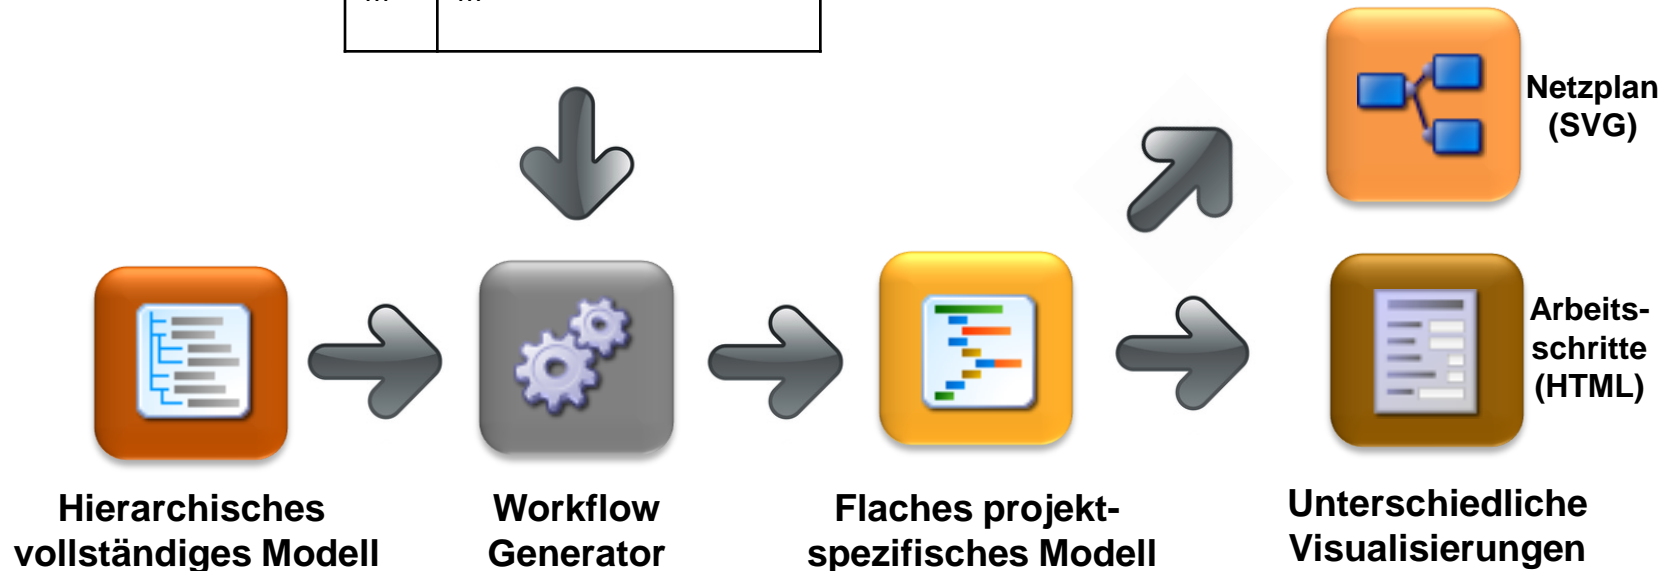 ... ...
Netzplan
(SVG)
Arbeits-
schritte
(HTML)
Hierarchisches
vollständiges Modell
Workflow
Generator
Flaches projekt-
spezifisches Modell
Unterschiedliche
Visualisierungen